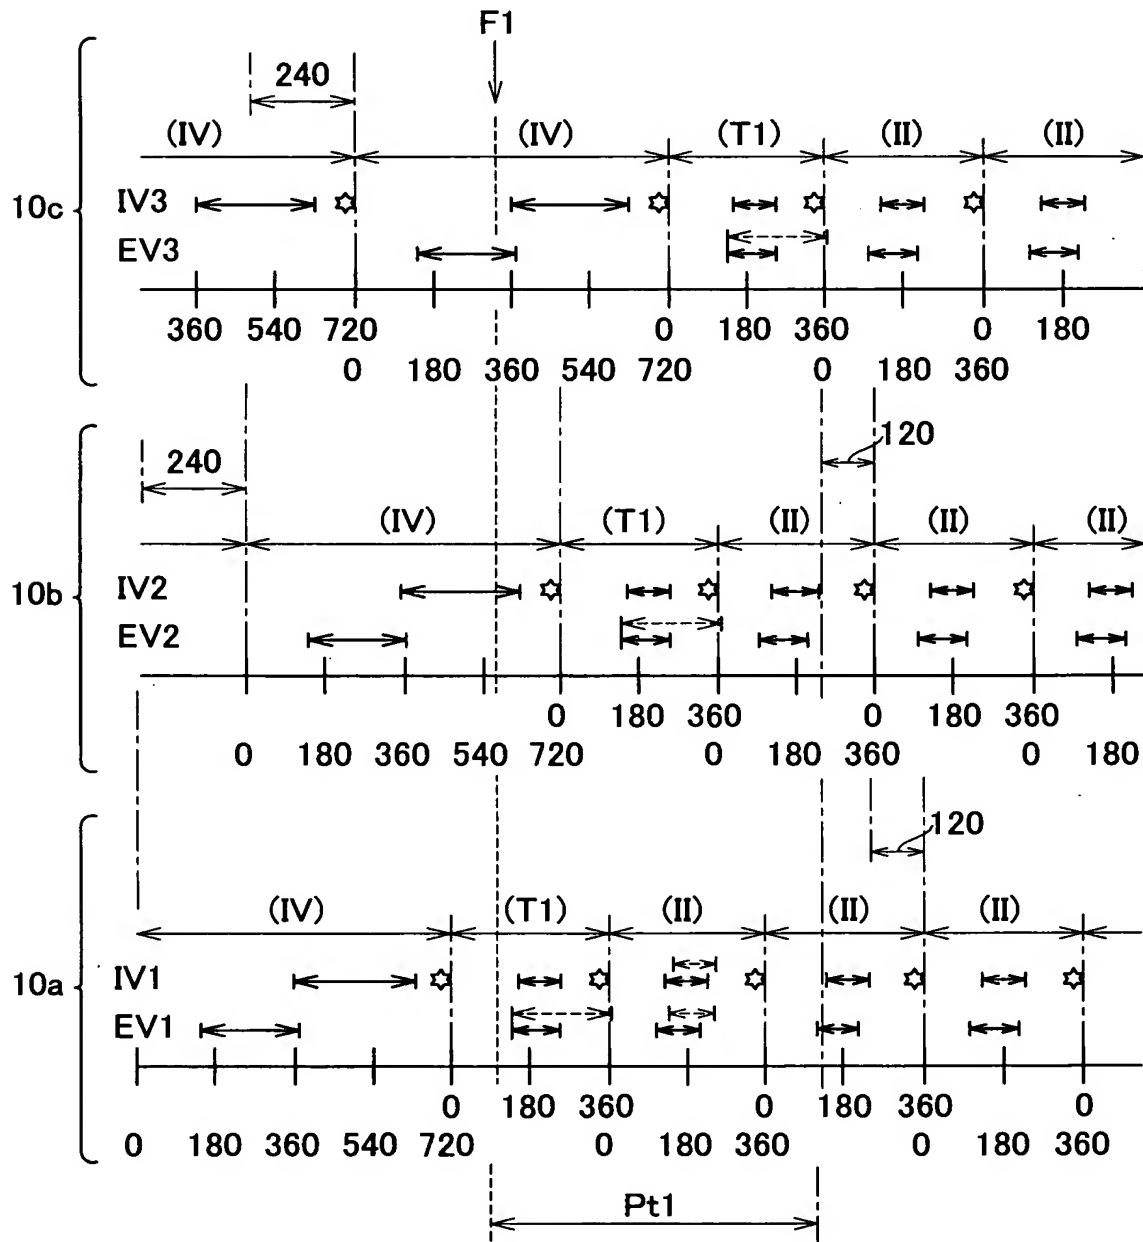 F1
240
(IV) (IV) (T1) (II) (II)
10c
IV3
EV3
360 540 720 0 180 360 0 180
0 180 360 540 720 0 180 360
120
240
(IV) (T1) (II) (II) (II)
10b
IV2
EV2
0 180 360 0 180 360
0 180 360 540 720 0 180 360 0 180
120
(IV) (T1) (II) (II) (II)
10a
IV1
EV1
0 180 360 0 180 360 0
0 180 360 540 720 0 180 360 0 180 360
Pt1